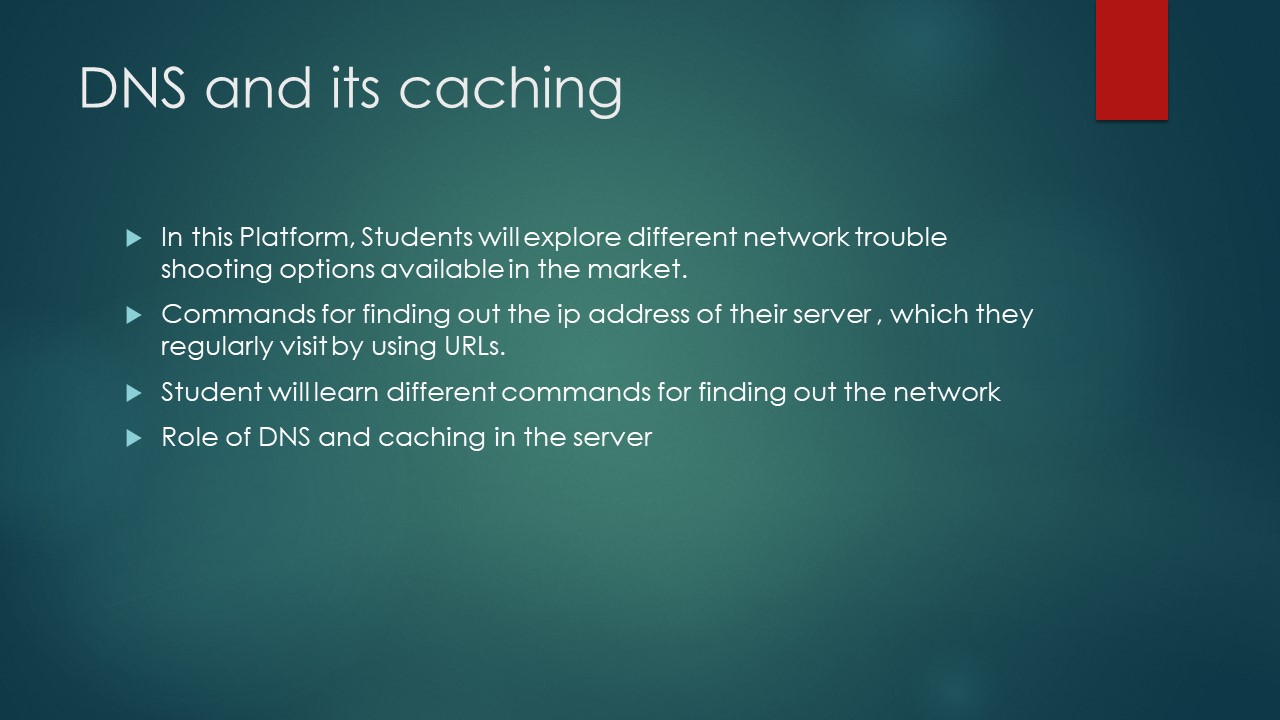 DNS and its caching
In this Platform, Students will explore different network trouble
shooting options available in the market.
Commands for finding out the ip address of their server , which they
regularly visit by using URLs.
Student will learn different commands for finding out the network
Role of DNS and caching in the server